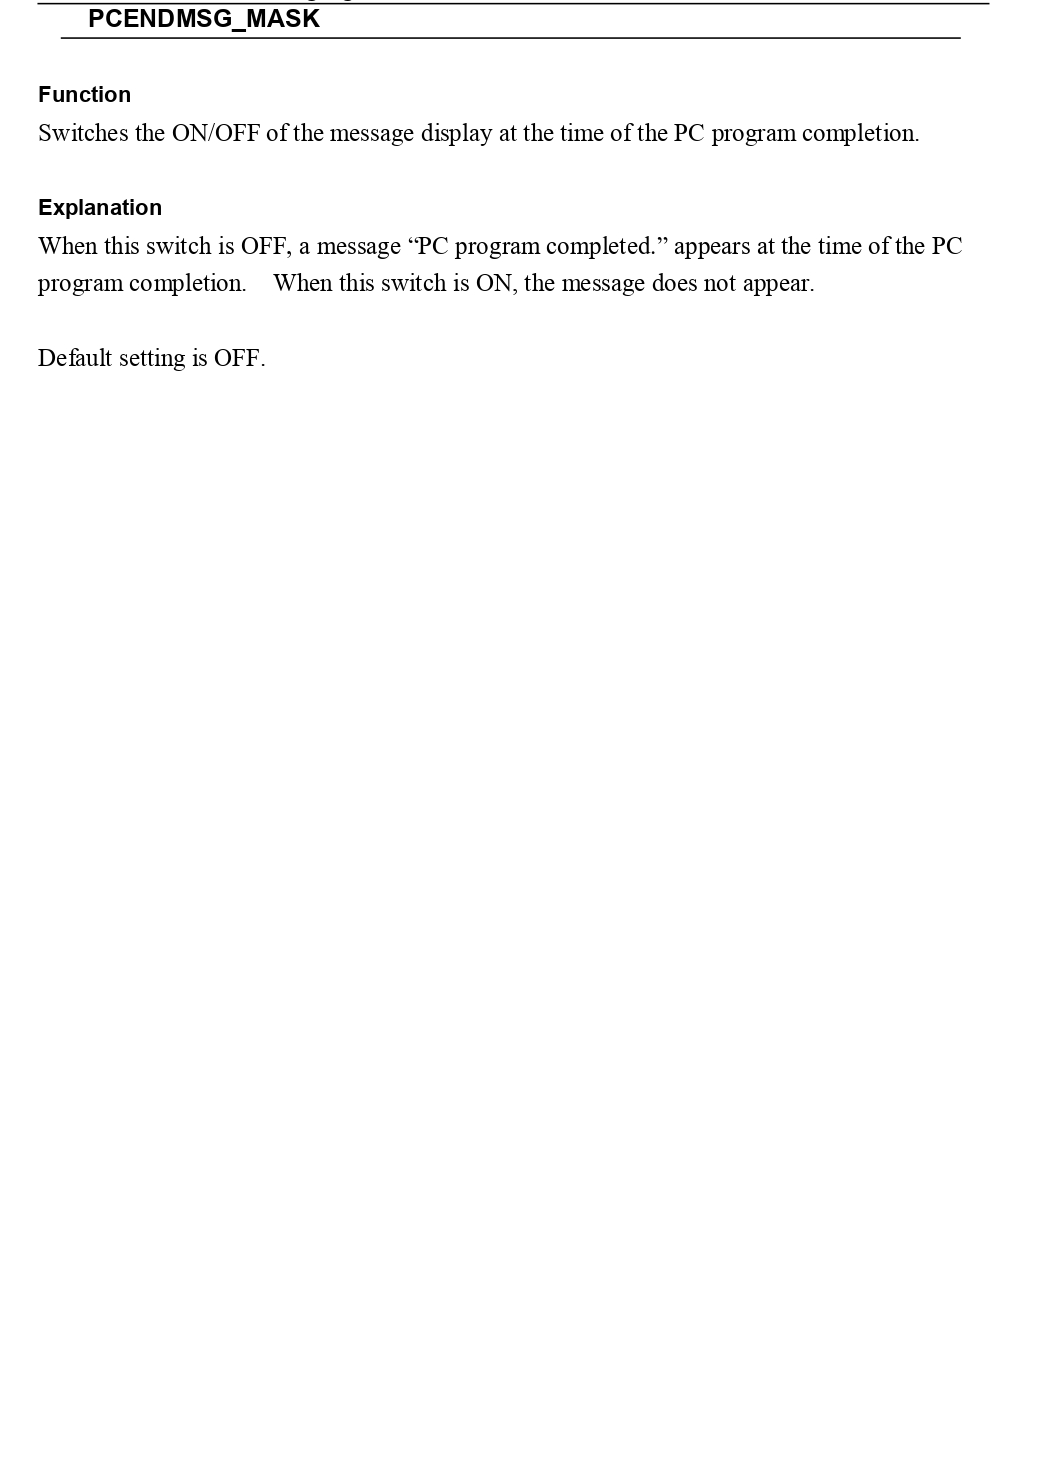 PCENDMSG_MASK
Function
Switches the ON/OFF of the message display at the time of the PC program completion.
Explanation
When this switch is OFF, a message “PC program completed.” appears at the time of the PC
program completion.    When this switch is ON, the message does not appear.
Default setting is OFF.